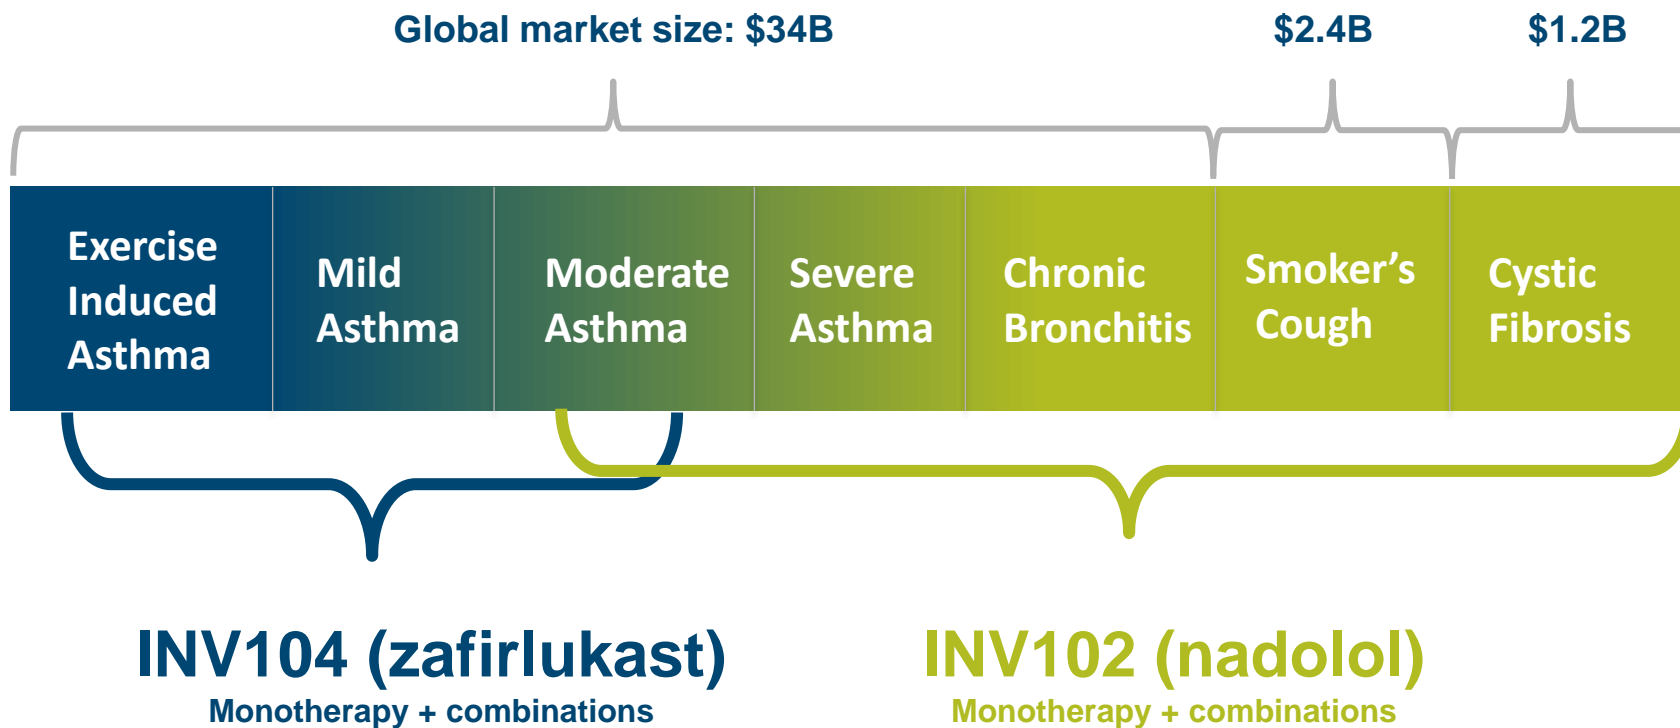 Global market size: $34B
$2.4B
$1.2B
Exercise
Induced
Asthma
Mild
Asthma
Moderate
Asthma
Severe
Asthma
Chronic
Bronchitis
Smoker’s
Cough
Cystic
Fibrosis
INV104 (zafirlukast)
Monotherapy + combinations
INV102 (nadolol)
Monotherapy + combinations